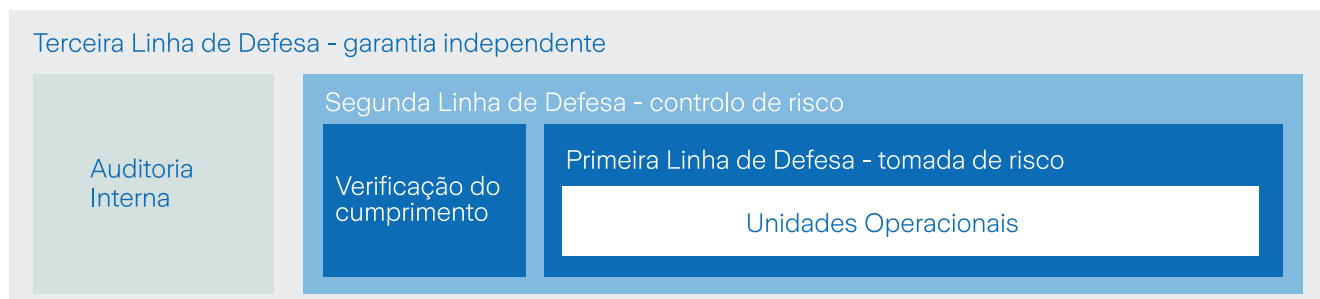 Terceira Linha de Defesa - garantia independente
Segunda Linha de Defesa - controlo de risco
Auditoria
Interna
Verificação do
cumprimento
Primeira Linha de Defesa - tomada de risco
Unidades Operacionais